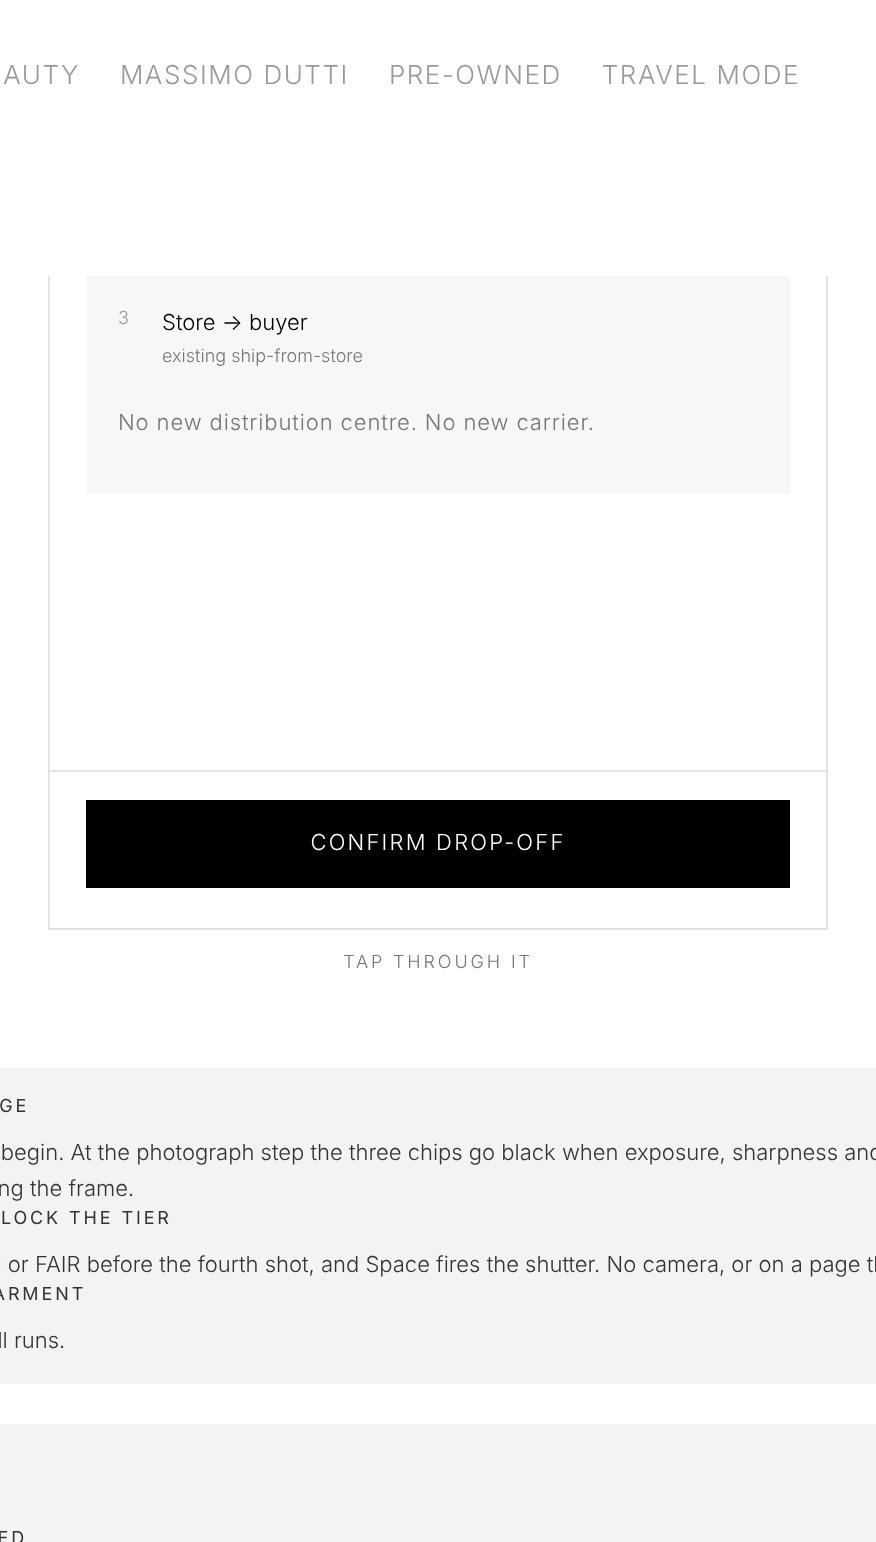 AUTY MASSIMO DUTTI PRE-OWNED TRAVEL MODE
3 Store → buyer
existing ship-from-store
No new distribution centre. No new carrier.
CONFIRM DROP-OFF
TAP THROUGH IT
GE
begin. At the photograph step the three chips go black when exposure, sharpness and
ng the frame.
LOCK THE TIER
or FAIR before the fourth shot, and Space fires the shutter. No camera, or on a page th
ARMENT
ll runs.
ED